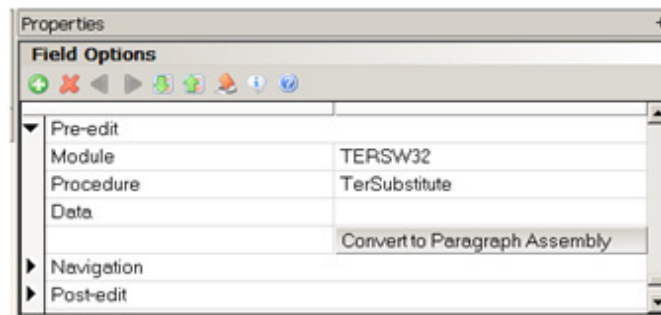 Properties
Field Options
Pre-edit
Module TERSW32
Procedure TerSubstitute
Data
Convert to Paragraph Assembly
Navigation
Post-edit